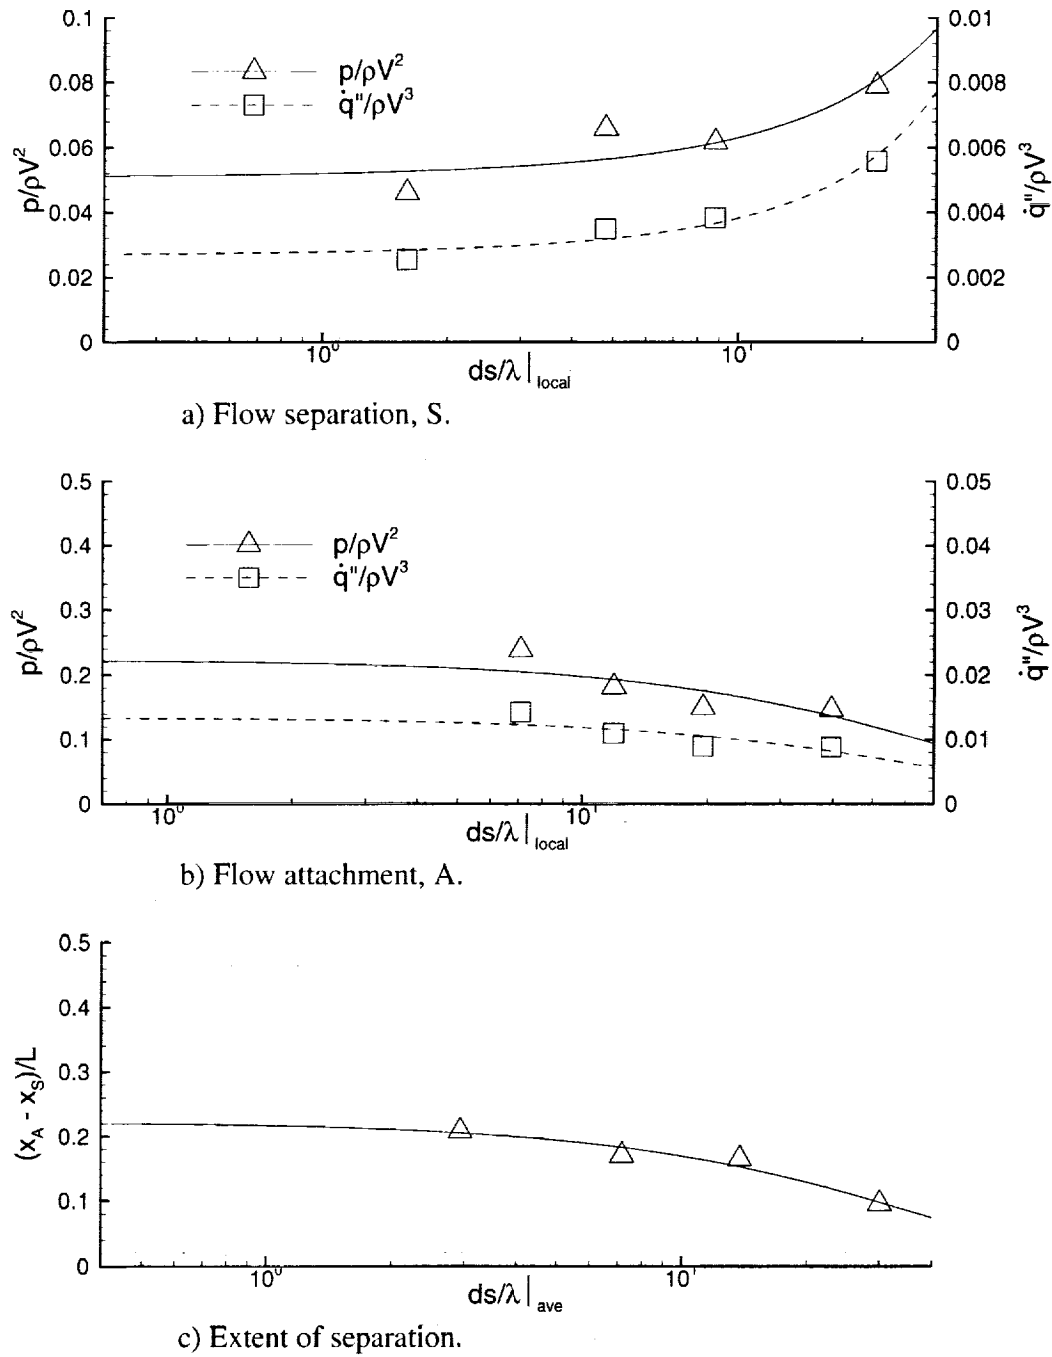 0.1
0.08
0.06
0.04
0.02
0
p/ρV²
p/ρV²
q̇"/ρV³
0.01
0.008
0.006
0.004
0.002
0
q̇"/ρV³
10⁰
10¹
ds/λ|local
a) Flow separation, S.
0.5
0.4
0.3
0.2
0.1
0
p/ρV²
p/ρV²
q̇"/ρV³
0.05
0.04
0.03
0.02
0.01
0
q̇"/ρV³
10⁰
10¹
ds/λ|local
b) Flow attachment, A.
0.5
0.4
0.3
0.2
0.1
0
(x_A - x_S)/L
10⁰
10¹
ds/λ|ave
c) Extent of separation.